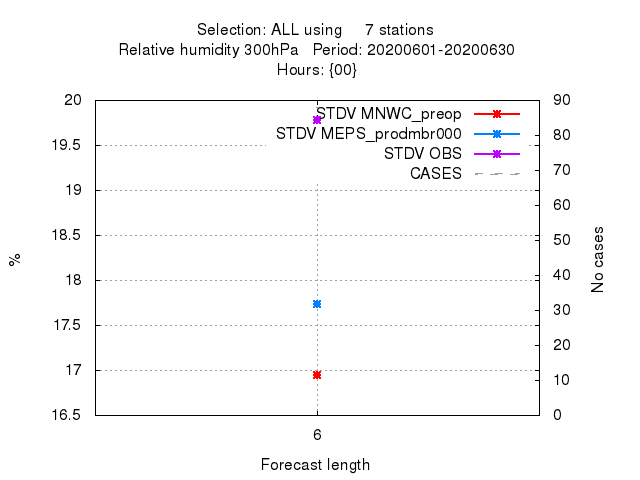 Selection: ALL using 7 stations
Relative humidity 300hPa Period: 20200601-20200630
Hours: {00}
20 90
STDV MNWC_preop
STDV MEPS_prodmbr000 80
19.5
STDV OBS
70
CASES
19
60
18.5 50
%
No cases
18 40
30
17.5
20
17
10
16.5 0
6
Forecast length